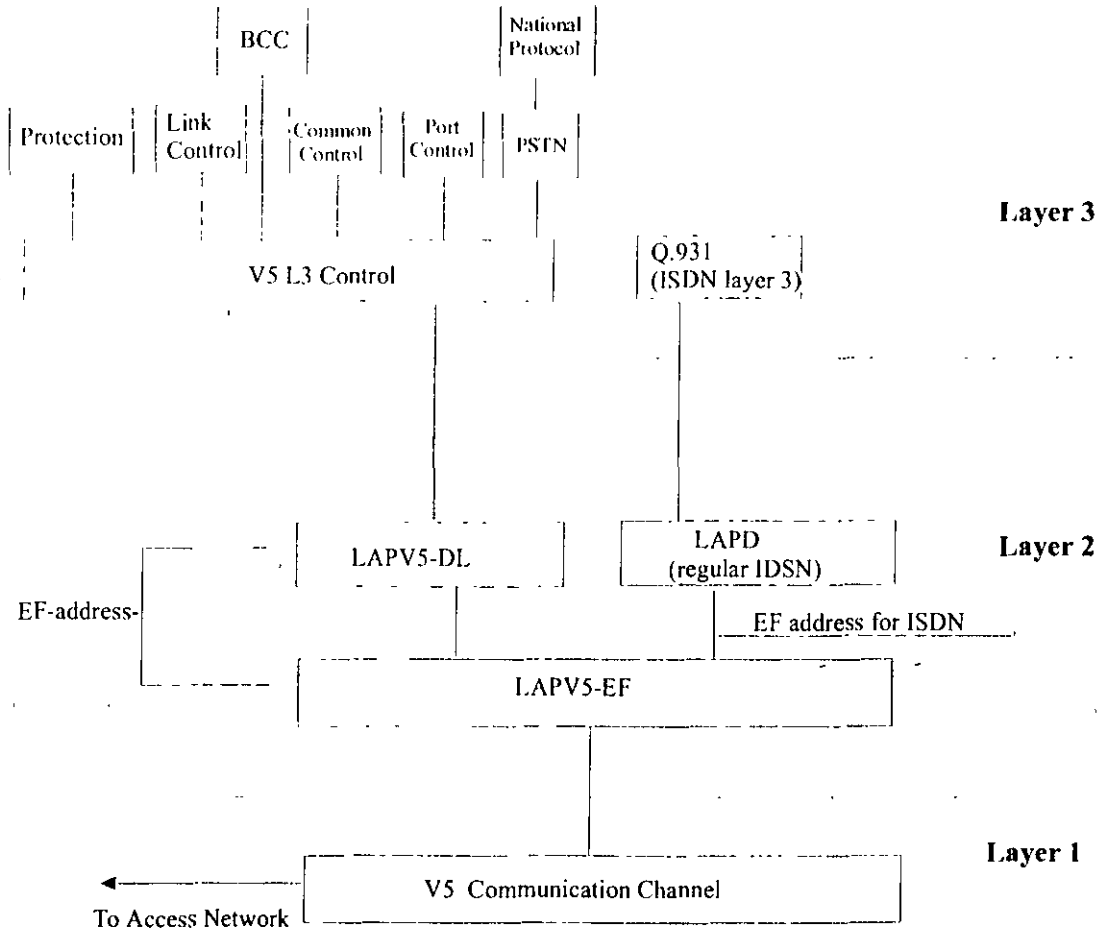 BCC
National
Protocol
Protection
Link
Control
Common
Control
Port
Control
PSTN
Layer 3
V5 L3 Control
Q.931
(ISDN layer 3)
LAPV5-DL
LAPD
(regular IDSN)
Layer 2
EF-address
EF address for ISDN
LAPV5-EF
Layer 1
V5 Communication Channel
To Access Network